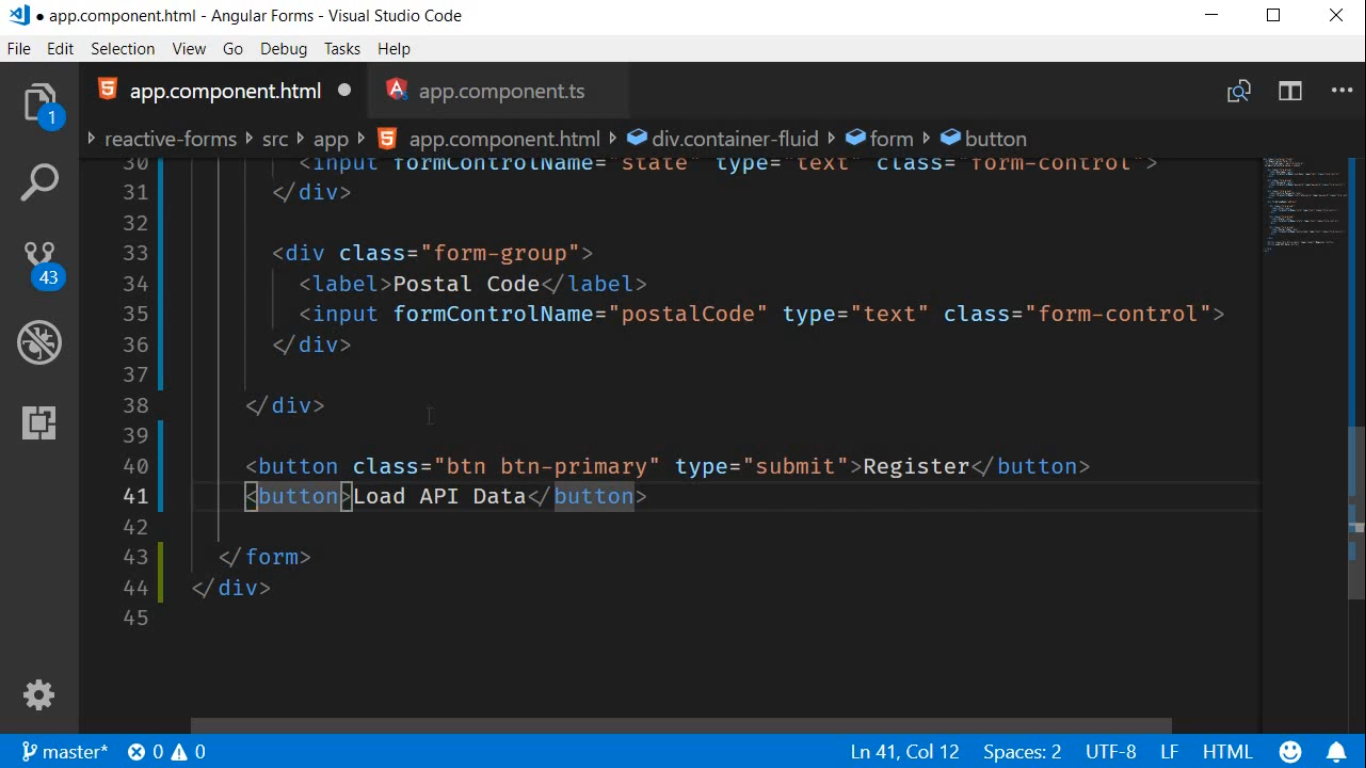 ● app.component.html - Angular Forms - Visual Studio Code
File Edit Selection View Go Debug Tasks Help
app.component.html ● app.component.ts
reactive-forms src app app.component.html div.container-fluid form button
30 <input formControlName="state" type="text" class="form-control">
31 </div>
32
33 <div class="form-group">
34 <label>Postal Code</label>
35 <input formControlName="postalCode" type="text" class="form-control">
36 </div>
37
38 </div>
39
40 <button class="btn btn-primary" type="submit">Register</button>
41 <button>Load API Data</button>
42
43 </form>
44 </div>
45
1
43
master* 0 0 Ln 41, Col 12 Spaces: 2 UTF-8 LF HTML